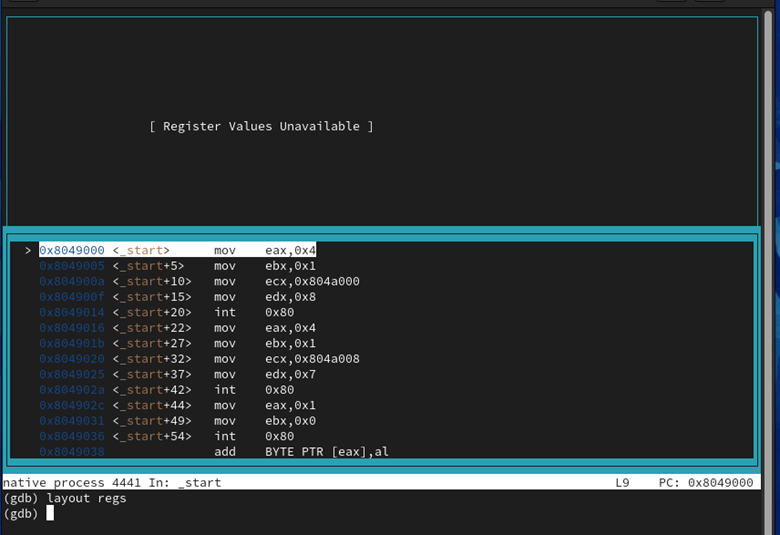 [ Register Values Unavailable ]
> 0x8049000 <_start> mov eax,0x4
0x8049005 <_start+5> mov ebx,0x1
0x804900a <_start+10> mov ecx,0x804a000
0x804900f <_start+15> mov edx,0x8
0x8049014 <_start+20> int 0x80
0x8049016 <_start+22> mov eax,0x4
0x804901b <_start+27> mov ebx,0x1
0x8049020 <_start+32> mov ecx,0x804a008
0x8049025 <_start+37> mov edx,0x7
0x804902a <_start+42> int 0x80
0x804902c <_start+44> mov eax,0x1
0x8049031 <_start+49> mov ebx,0x0
0x8049036 <_start+54> int 0x80
0x8049038 add BYTE PTR [eax],al
native process 4441 In: _start L9 PC: 0x8049000
(gdb) layout regs
(gdb)